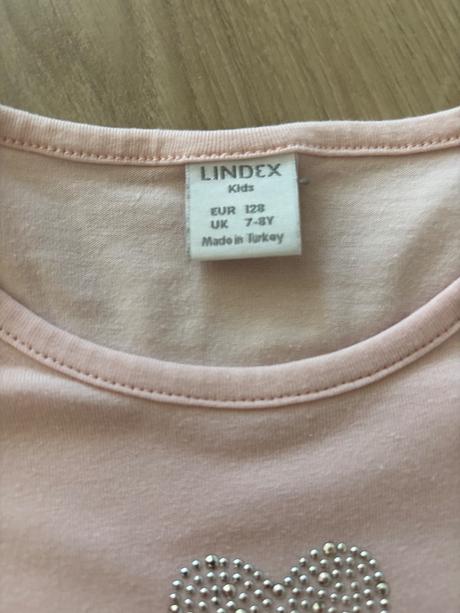 LINDEX
Kids
EUR 128
UK 7-8Y
Made in Turkey